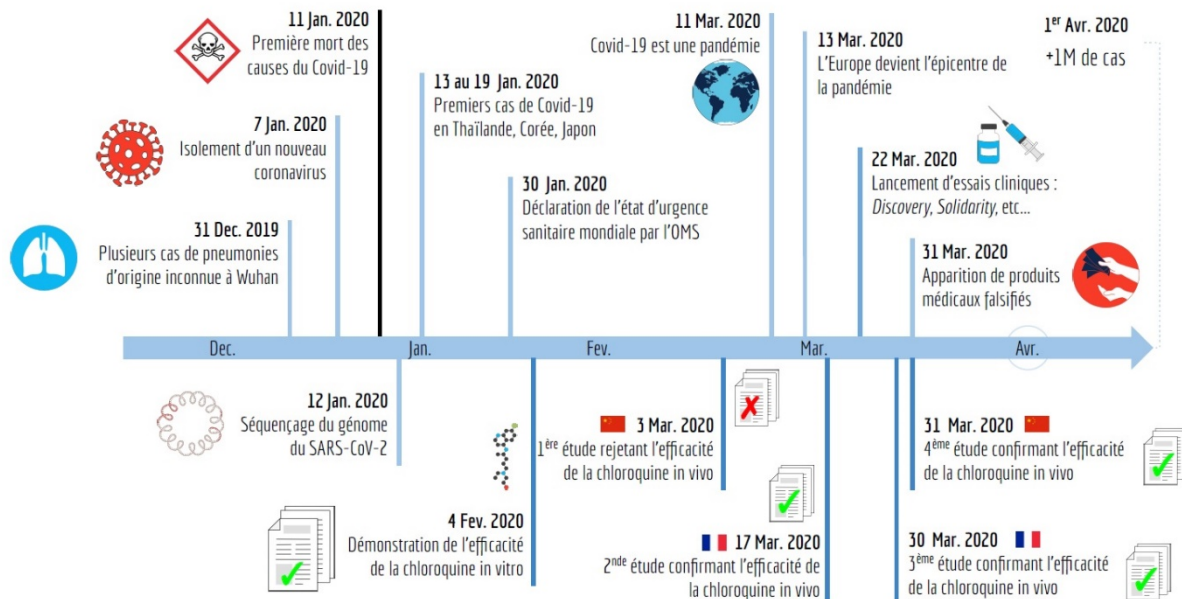 11 Jan. 2020
Première mort des
causes du Covid-19
11 Mar. 2020
Covid-19 est une pandémie
1er Avr. 2020
+1M de cas
13 Mar. 2020
L'Europe devient l'épicentre de
la pandémie
13 au 19 Jan. 2020
Premiers cas de Covid-19
en Thaïlande, Corée, Japon
7 Jan. 2020
Isolement d'un nouveau
coronavirus
22 Mar. 2020
Lancement d'essais cliniques :
Discovery, Solidarity, etc...
30 Jan. 2020
Déclaration de l'état d'urgence
sanitaire mondiale par l'OMS
31 Dec. 2019
Plusieurs cas de pneumonies
d'origine inconnue à Wuhan
31 Mar. 2020
Apparition de produits
médicaux falsifiés
Dec. Jan. Fev. Mar. Avr.
12 Jan. 2020
Séquençage du génome
du SARS-CoV-2
3 Mar. 2020
1ère étude rejetant l'efficacité
de la chloroquine in vivo
31 Mar. 2020
4ème étude confirmant l'efficacité
de la chloroquine in vivo
4 Fev. 2020
Démonstration de l'efficacité
de la chloroquine in vitro
17 Mar. 2020
2nde étude confirmant l'efficacité de
la chloroquine in vivo
30 Mar. 2020
3ème étude confirmant l'efficacité
de la chloroquine in vivo